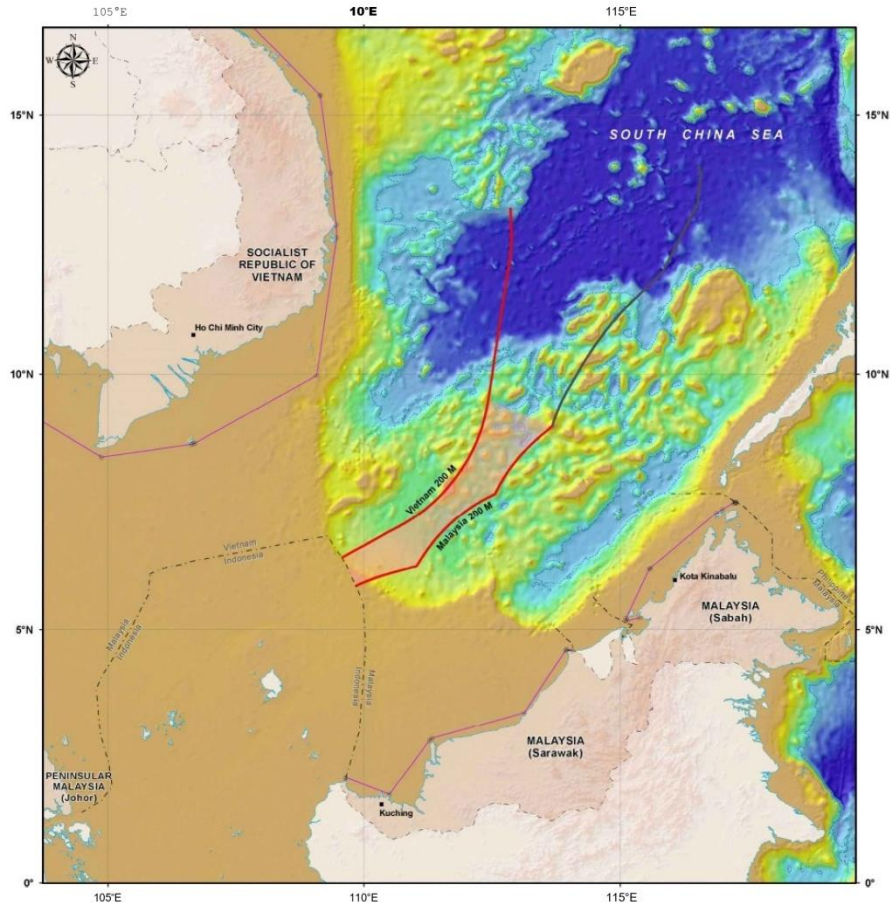 105°E 10°E 115°E
N
W E
S
15°N 15°N
SOUTH CHINA SEA
SOCIALIST
REPUBLIC OF
VIETNAM
Ho Chi Minh City
10°N 10°N
Vietnam 200 M
Malaysia 200 M
Vietnam
Indonesia
Kota Kinabalu
Philippines
Malaysia
MALAYSIA
(Sabah)
5°N 5°N
Malaysia
Indonesia
Malaysia
Indonesia
MALAYSIA
(Sarawak)
PENINSULAR
MALAYSIA
(Johor)
Kuching
0° 0°
105°E 110°E 115°E